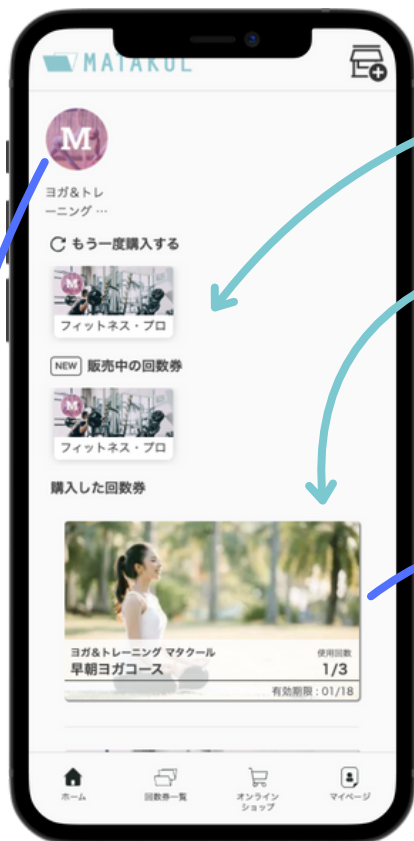 MATAKUL
M
ヨガ&トレ
ーニング …
もう一度購入する
M
フィットネス・プロ
NEW 販売中の回数券
M
フィットネス・プロ
購入した回数券
ヨガ&トレーニング マタクール 使用回数
早朝ヨガコース 1/3
有効期限：01/18
ホーム 回数券一覧 オンライン マイページ
ショップ